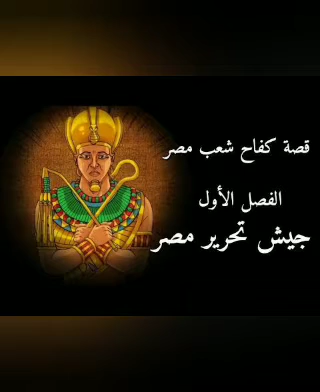 قصة كفاح شعب مصر
الفصل الأول
جيش تحرير مصر